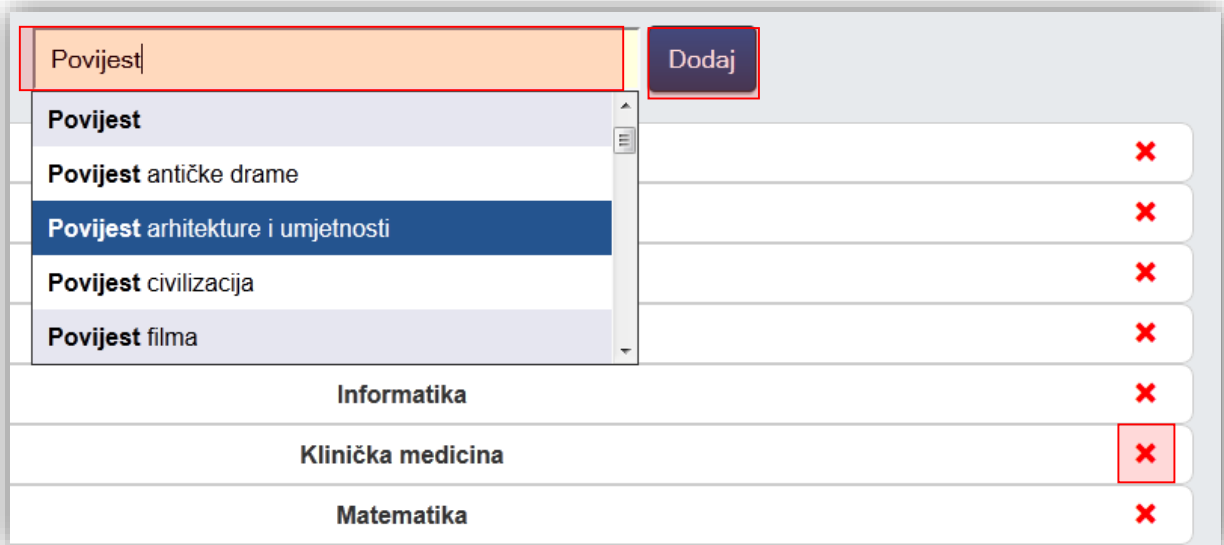 Povijest
Dodaj
Povijest
Povijest antičke drame
Povijest arhitekture i umjetnosti
Povijest civilizacija
Povijest filma
Informatika
Klinička medicina
Matematika